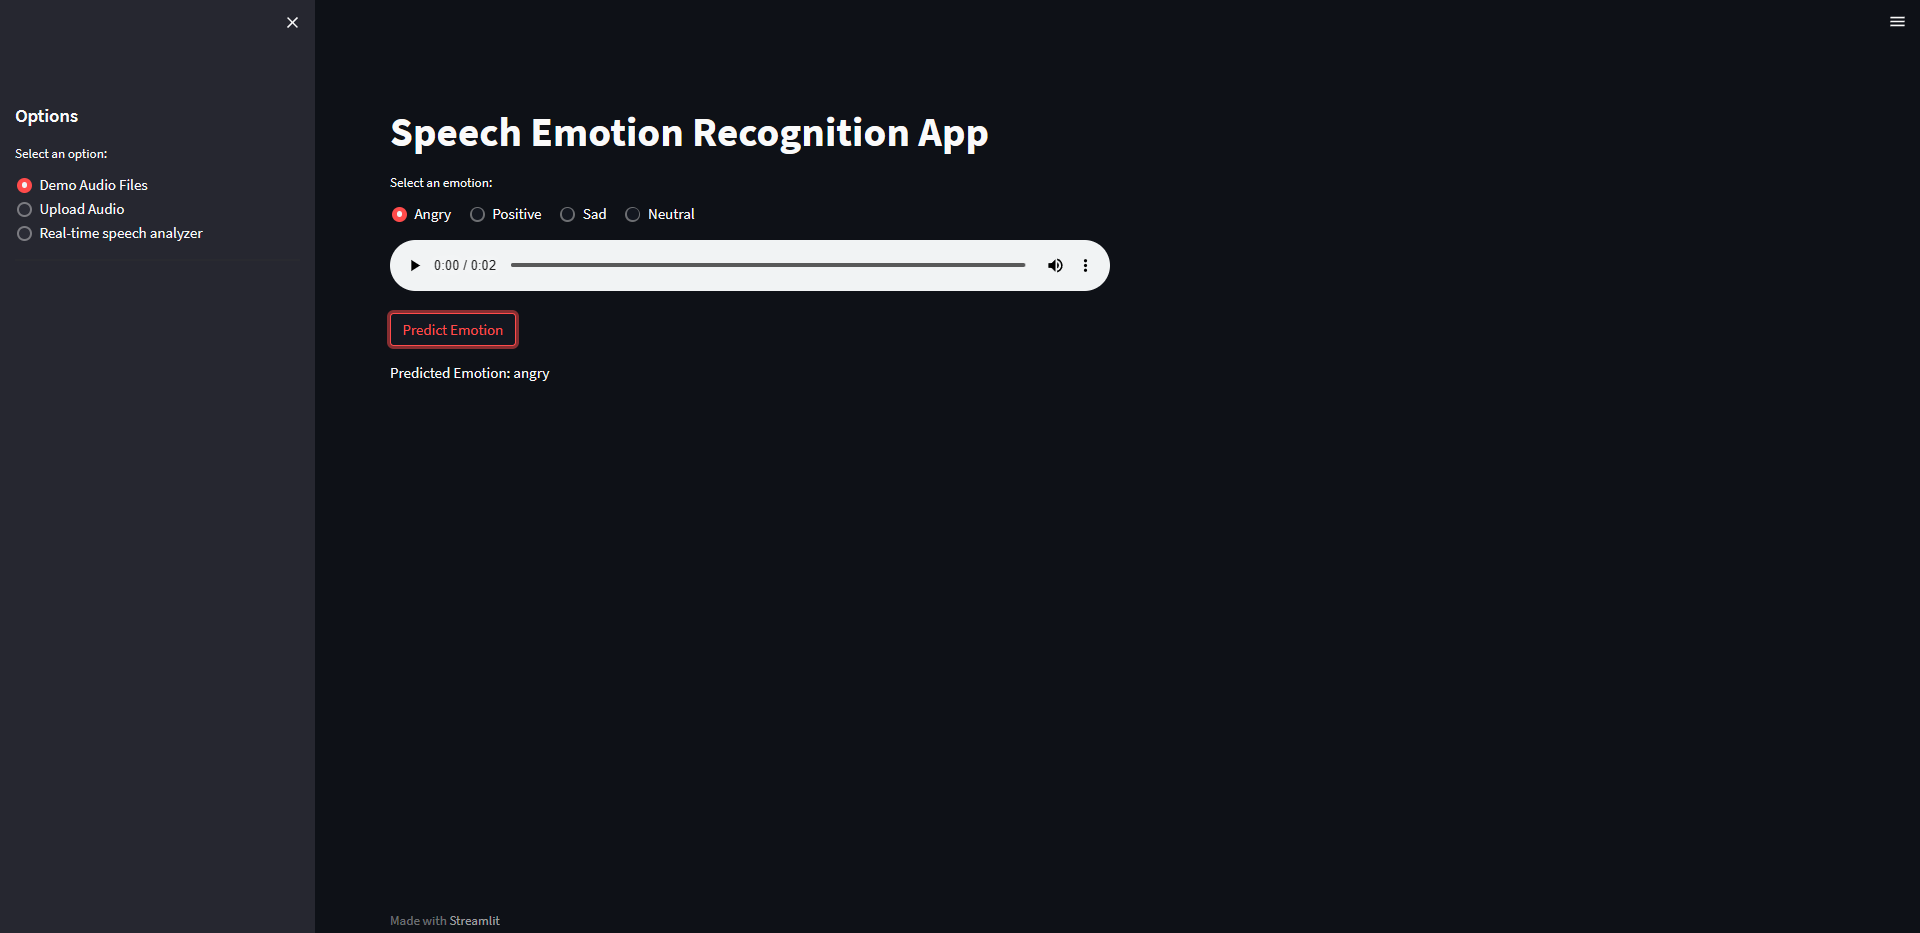 Options
Select an option:
Demo Audio Files
Upload Audio
Real-time speech analyzer
Speech Emotion Recognition App
Select an emotion:
Angry Positive Sad Neutral
0:00 / 0:02
Predict Emotion
Predicted Emotion: angry
Made with Streamlit